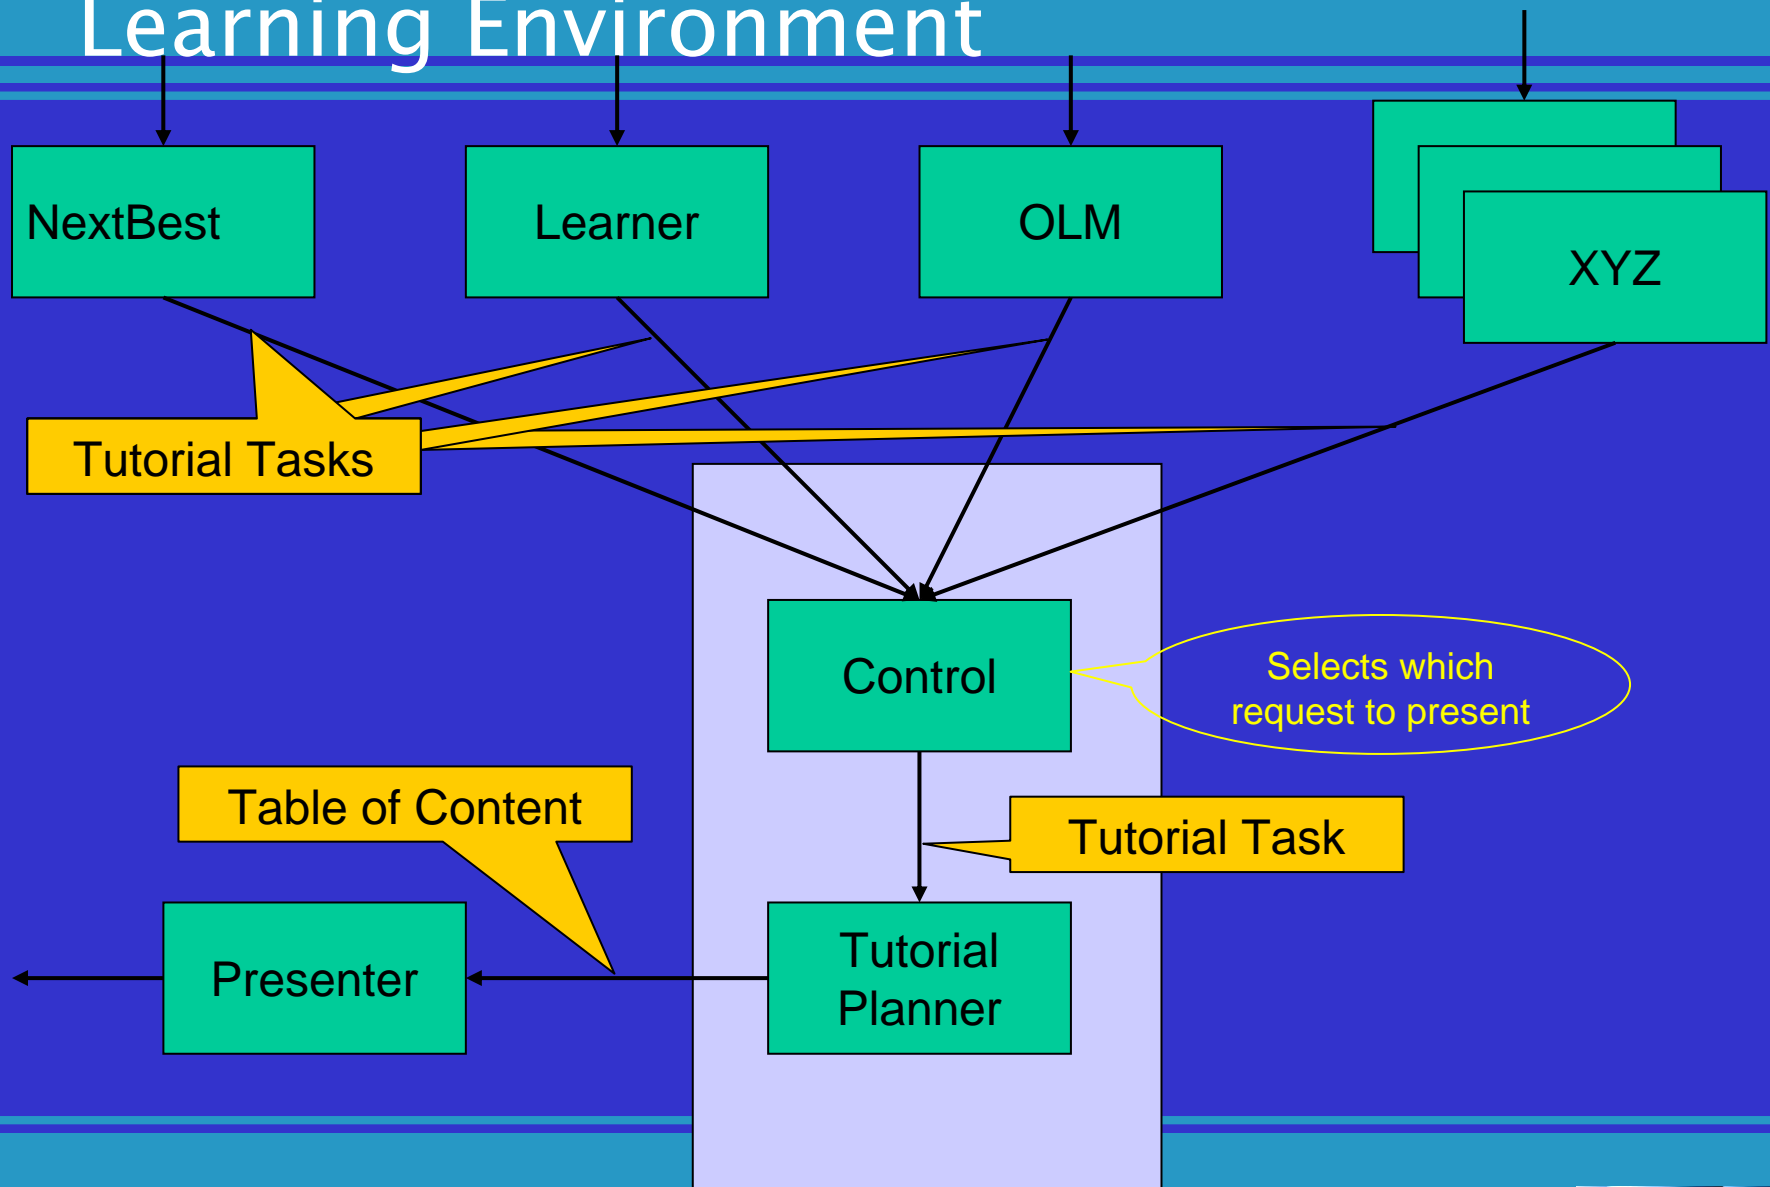 Learning Environment
NextBest
Learner
OLM
XYZ
Tutorial Tasks
Control
Selects which
request to present
Table of Content
Tutorial Task
Presenter
Tutorial
Planner